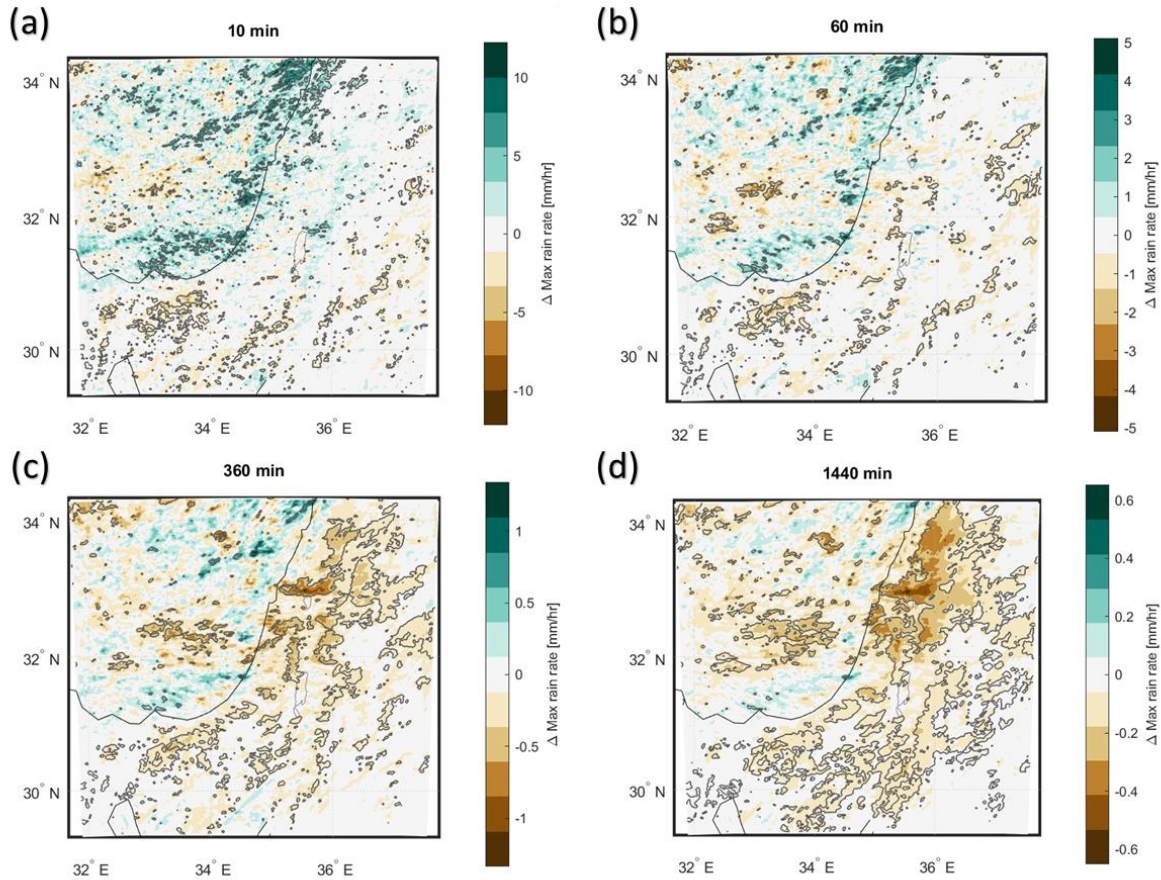 (a)
10 min
34° N
32° N
30° N
32° E
34° E
36° E
10
5
0
-5
-10
Δ Max rain rate [mm/hr]
(b)
60 min
34° N
32° N
30° N
32° E
34° E
36° E
5
4
3
2
1
0
-1
-2
-3
-4
-5
Δ Max rain rate [mm/hr]
(c)
360 min
34° N
32° N
30° N
32° E
34° E
36° E
1
0.5
0
-0.5
-1
Δ Max rain rate [mm/hr]
(d)
1440 min
34° N
32° N
30° N
32° E
34° E
36° E
0.6
0.4
0.2
0
-0.2
-0.4
-0.6
Δ Max rain rate [mm/hr]